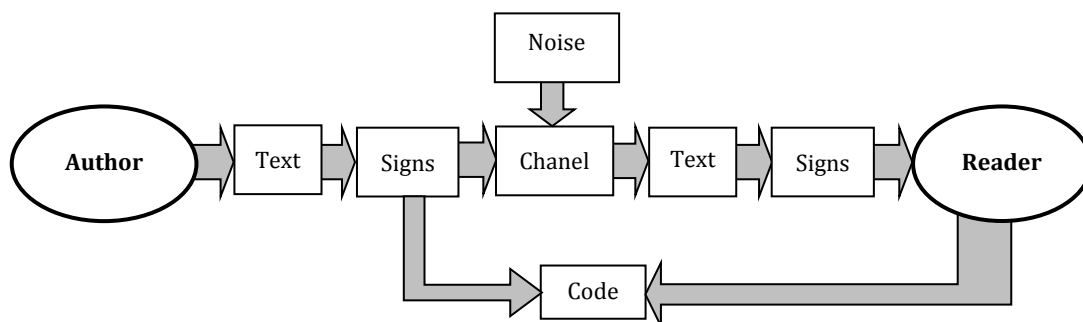 Noise
Author
Text
Signs
Chanel
Text
Signs
Reader
Code